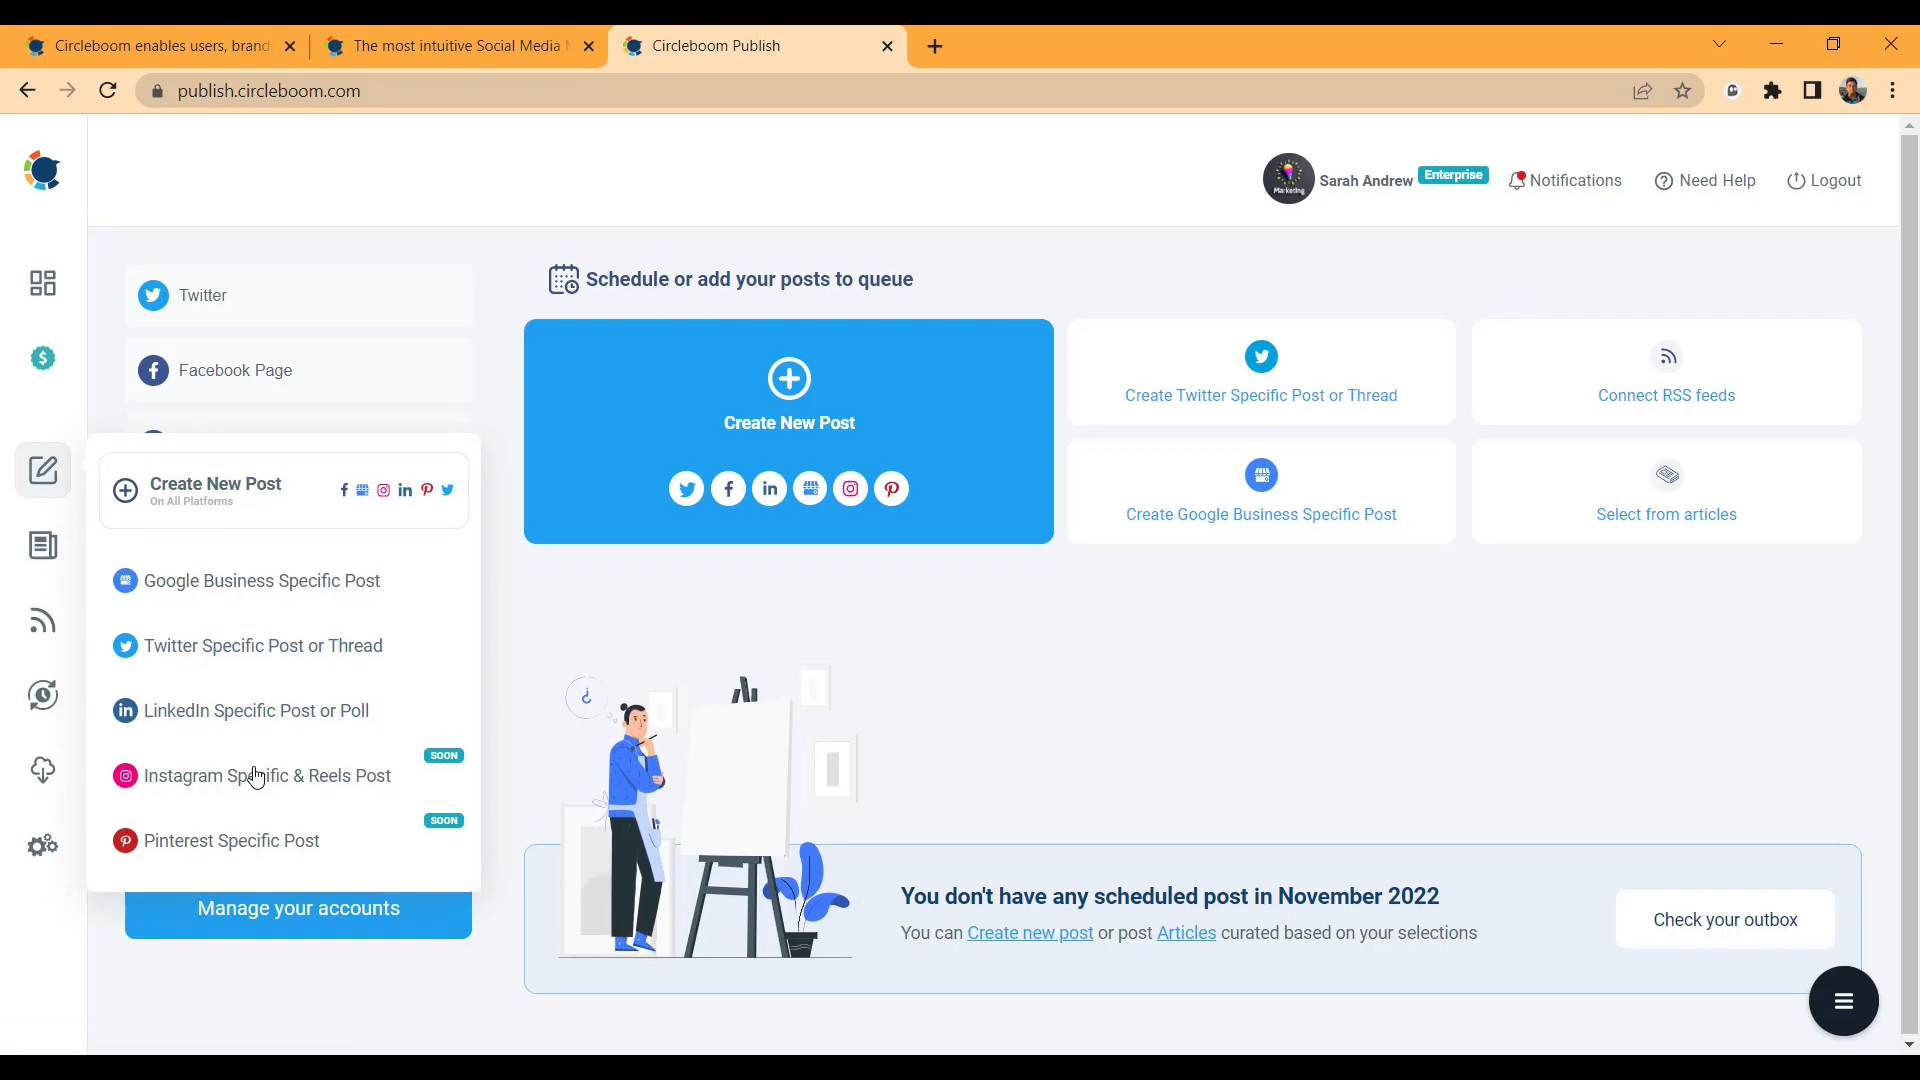 Circleboom enables users, brand
The most intuitive Social Media
Circleboom Publish
publish.circleboom.com
Marketing
Sarah Andrew
Enterprise
Notifications
Need Help
Logout
Twitter
Facebook Page
Schedule or add your posts to queue
Create New Post
Create Twitter Specific Post or Thread
Connect RSS feeds
Create Google Business Specific Post
Select from articles
Create New Post
On All Platforms
Google Business Specific Post
Twitter Specific Post or Thread
LinkedIn Specific Post or Poll
SOON
Instagram Specific & Reels Post
SOON
Pinterest Specific Post
Manage your accounts
You don't have any scheduled post in November 2022
You can Create new post or post Articles curated based on your selections
Check your outbox